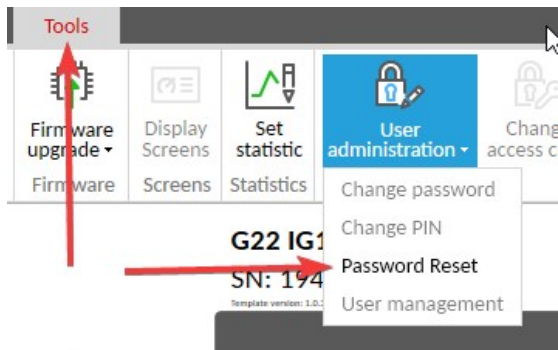 Tools
Firmware upgrade
Display Screens
Set statistic
User administration
Chang
access c
Firmware
Screens
Statistics
Change password
Change PIN
Password Reset
User management
G22 IG1
SN: 194
Template version: 1.0.